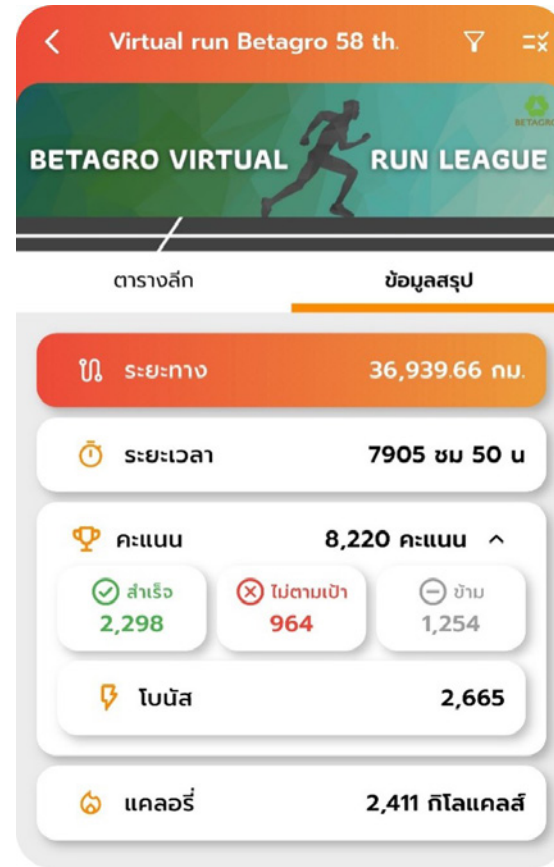 Virtual run Betagro 58 th.
BETAGRO
BETAGRO VIRTUAL RUN LEAGUE
ตารางลีก ข้อมูลสรุป
ระยะทาง 36,939.66 กม.
ระยะเวลา 7905 ชม 50 น
คะแนน 8,220 คะแนน
สำเร็จ ไม่ตามเป้า ข้าม
2,298 964 1,254
โบนัส 2,665
แคลอรี่ 2,411 กิโลแคลส์